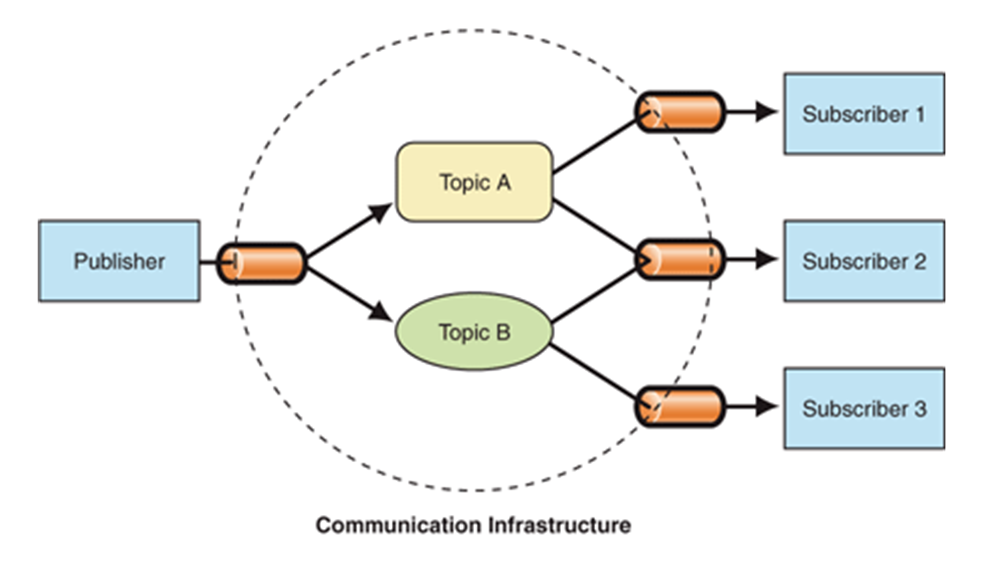 Publisher
Topic A
Topic B
Subscriber 1
Subscriber 2
Subscriber 3
Communication Infrastructure